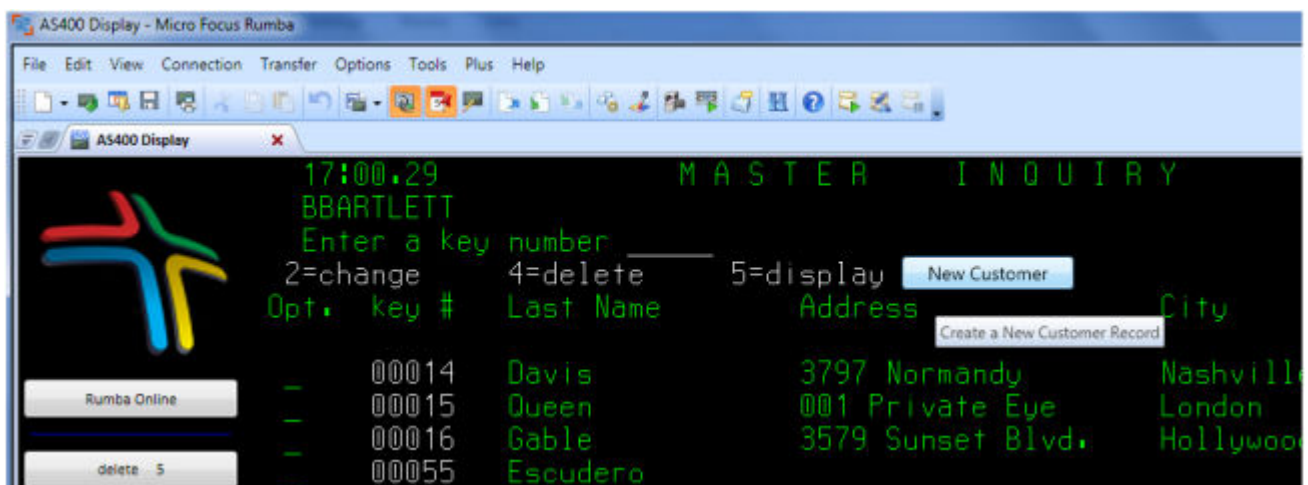 AS400 Display - Micro Focus Rumba
File Edit View Connection Transfer Options Tools Plus Help
AS400 Display
17:00.29 M A S T E R I N Q U I R Y
BBARTLETT
Enter a key number
2=change 4=delete 5=display New Customer
Opt. key # Last Name Address City
Create a New Customer Record
00014 Davis 3797 Normandy Nashvill
Rumba Online
00015 Queen 001 Private Eye London
00016 Gable 3579 Sunset Blvd. Hollywoo
delete 5
00055 Escudero